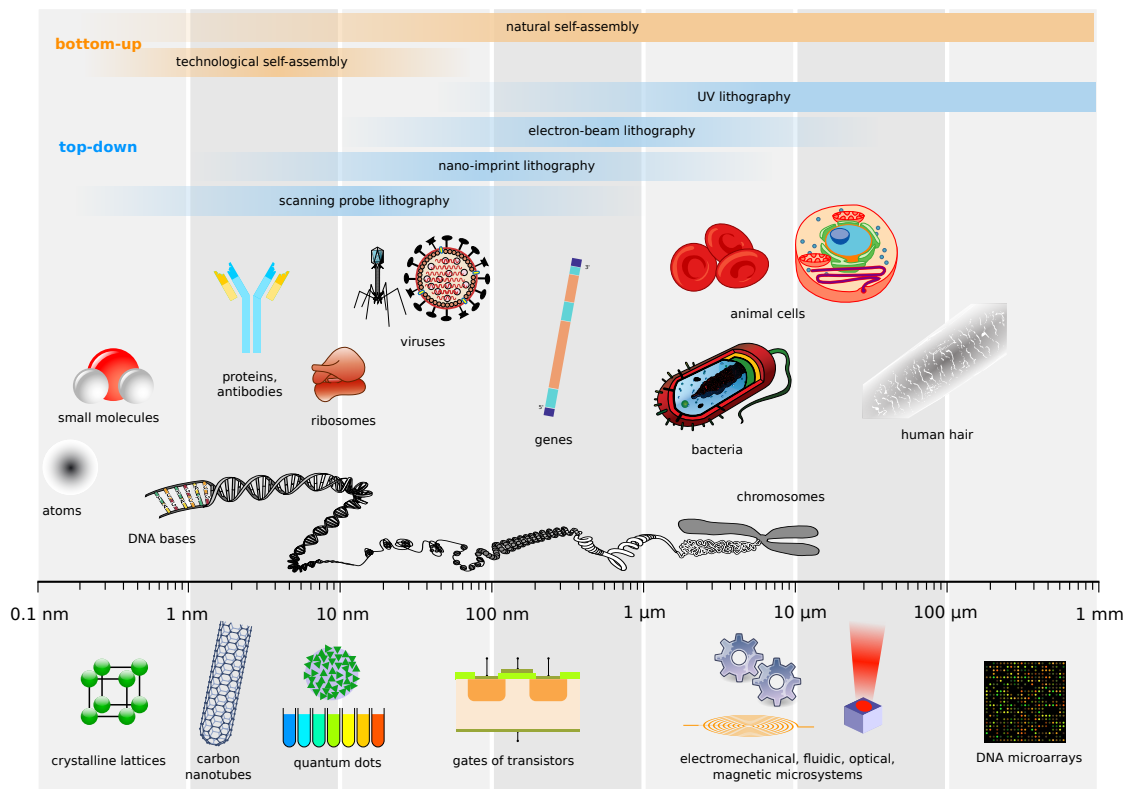 natural self-assembly
bottom-up
technological self-assembly
UV lithography
electron-beam lithography
top-down
nano-imprint lithography
scanning probe lithography
3'
animal cells
viruses
proteins,
antibodies
small molecules
ribosomes
5'
genes
human hair
bacteria
chromosomes
atoms
DNA bases
0.1 nm
1 nm
10 nm
100 nm
1 μm
10 μm
100 μm
1 mm
crystalline lattices
carbon
nanotubes
quantum dots
gates of transistors
electromechanical, fluidic, optical,
magnetic microsystems
DNA microarrays